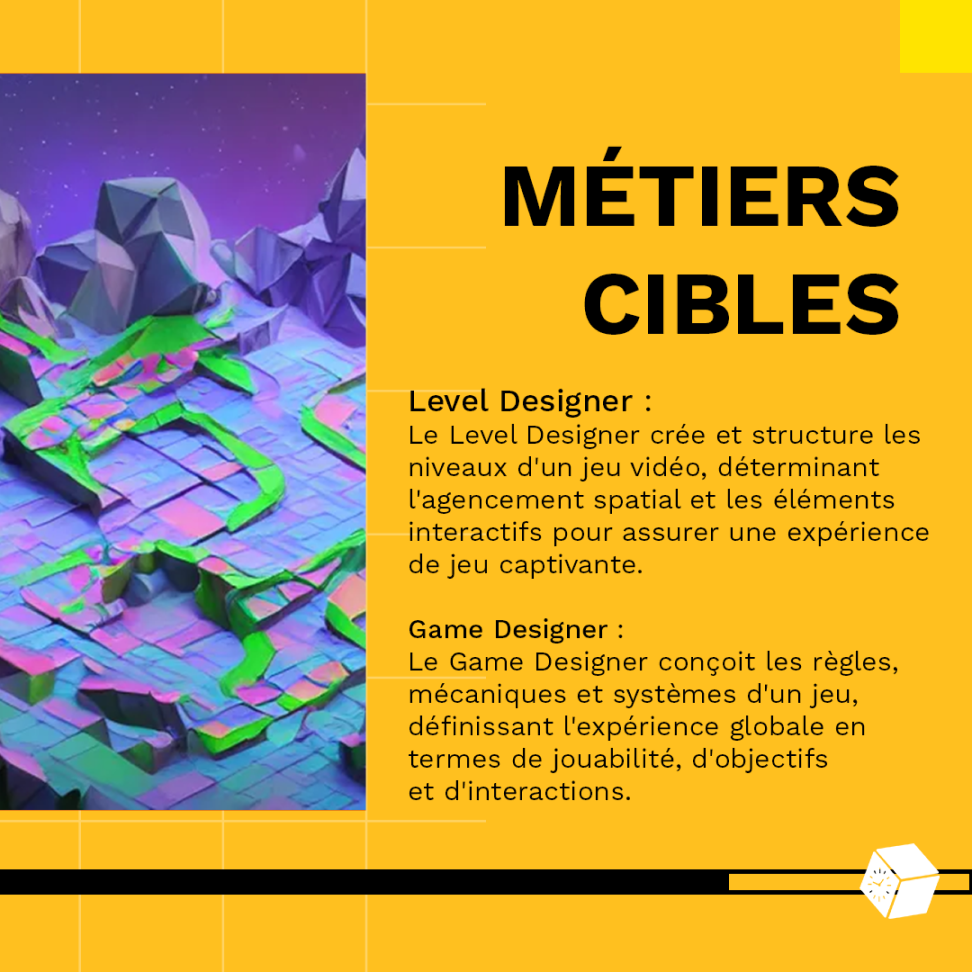 MÉTIERS
CIBLES
Level Designer :
Le Level Designer crée et structure les
niveaux d'un jeu vidéo, déterminant
l'agencement spatial et les éléments
interactifs pour assurer une expérience
de jeu captivante.
Game Designer :
Le Game Designer conçoit les règles,
mécaniques et systèmes d'un jeu,
définissant l'expérience globale en
termes de jouabilité, d'objectifs
et d'interactions.